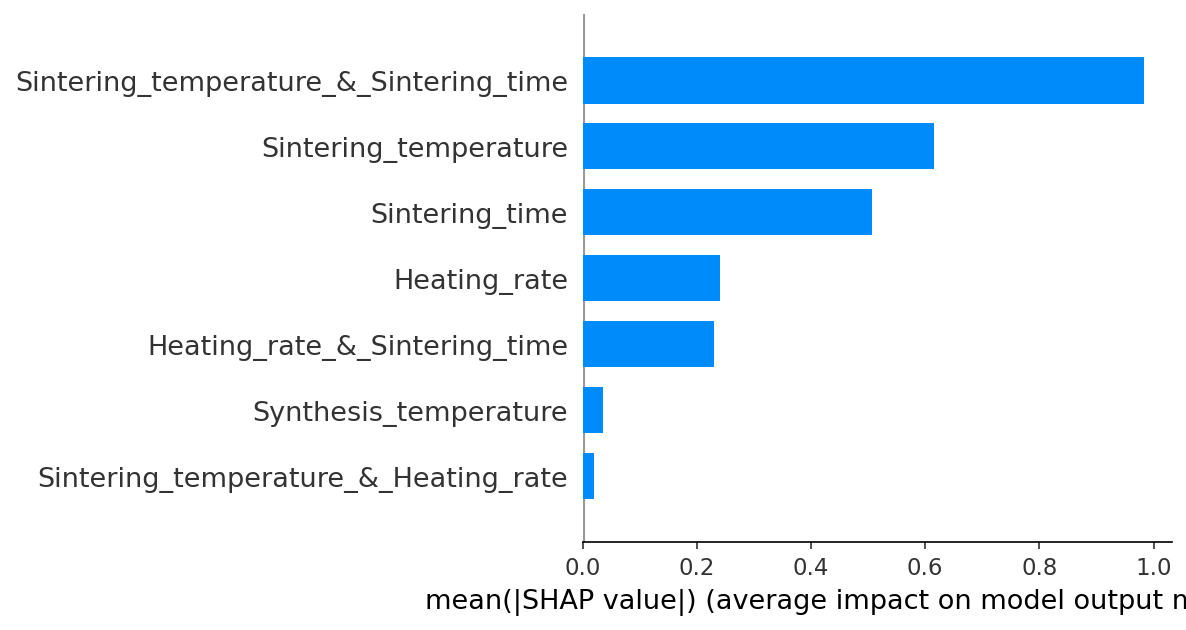 Sintering_temperature_&_Sintering_time
Sintering_temperature
Sintering_time
Heating_rate
Heating_rate_&_Sintering_time
Synthesis_temperature
Sintering_temperature_&_Heating_rate
0.0 0.2 0.4 0.6 0.8 1.0
mean(|SHAP value|) (average impact on model output